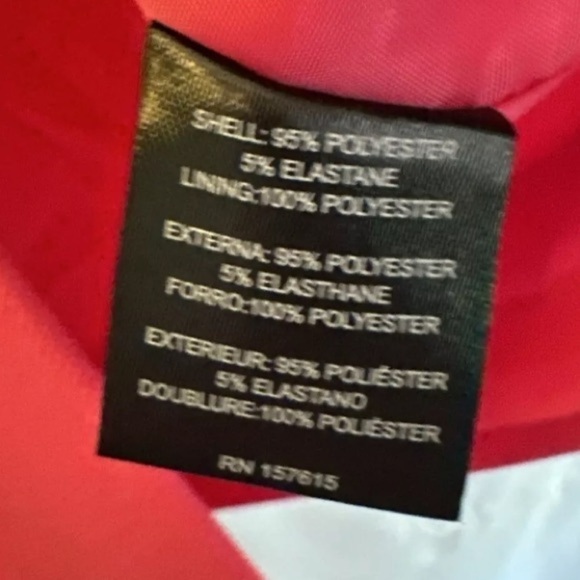 SHELL: 95% POLYESTER
5% ELASTANE
LINING:100% POLYESTER
EXTERNA: 95% POLYESTER
5% ELASTHANE
FORRO:100% POLYESTER
EXTERIEUR: 95% POLIÉSTER
5% ELASTANO
DOUBLURE:100% POLIÉSTER
RN 157615